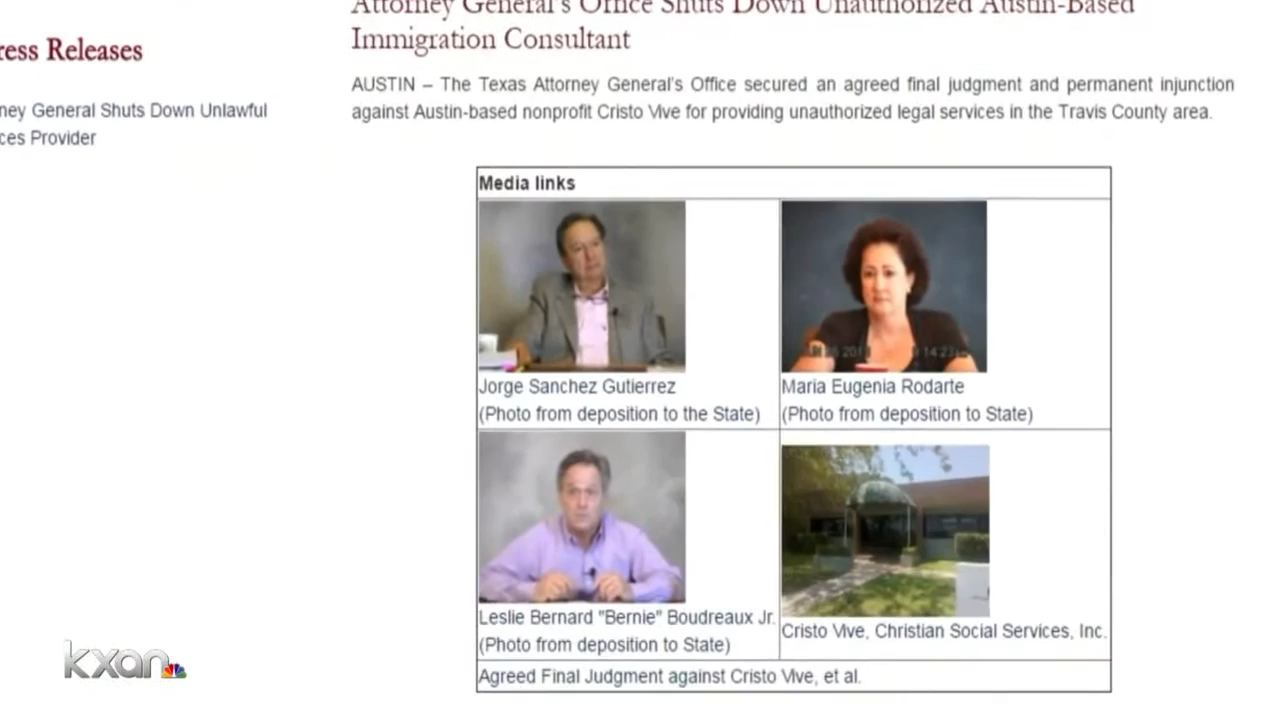 Attorney General's Office Shuts Down Unauthorized Austin-Based
Immigration Consultant
ress Releases
ney General Shuts Down Unlawful
ces Provider
AUSTIN – The Texas Attorney General's Office secured an agreed final judgment and permanent injunction
against Austin-based nonprofit Cristo Vive for providing unauthorized legal services in the Travis County area.
Media links
Jorge Sanchez Gutierrez
(Photo from deposition to the State)
Maria Eugenia Rodarte
(Photo from deposition to State)
Leslie Bernard "Bernie" Boudreaux Jr.
(Photo from deposition to State)
Cristo Vive, Christian Social Services, Inc.
Agreed Final Judgment against Cristo Vive, et al.
kxan